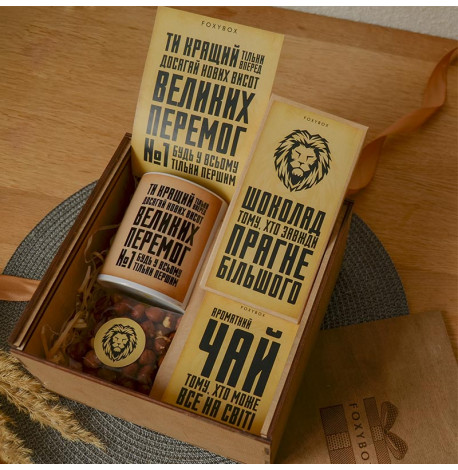 FOXYBOX
ТИ КРАЩИЙ ТІЛЬКИ ВПЕРЕД
ДОСЯГАЙ НОВИХ ВИСОТ
ВЕЛИКИХ
ПЕРЕМОГ
№1 БУДЬ У ВСЬОМУ ТІЛЬКИ ПЕРШИМ
FOXYBOX
ШОКОЛАД
ТОМУ, ХТО ЗАВЖДИ
ПРАГНЕ
БІЛЬШОГО
ТИ КРАЩИЙ ТІЛЬКИ ВПЕРЕД
ДОСЯГАЙ НОВИХ ВИСОТ
ВЕЛИКИХ
ПЕРЕМОГ
№1 БУДЬ У ВСЬОМУ ТІЛЬКИ ПЕРШИМ
FOXYBOX
АРОМАТНИЙ
ЧАЙ
ТОМУ, ХТО МОЖЕ
ВСЕ НА СВІТІ
FOXYBOX